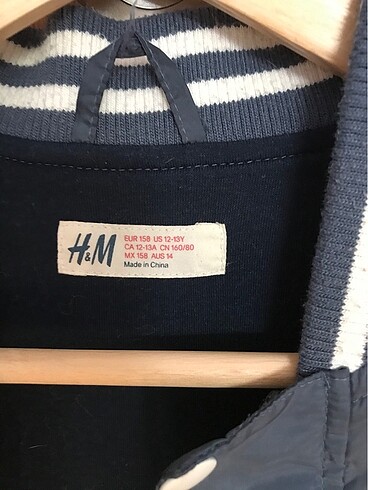 H&M
EUR 158 US 12-13Y
CA 12-13A CN 160/80
MX 158 AUS 14
Made in China